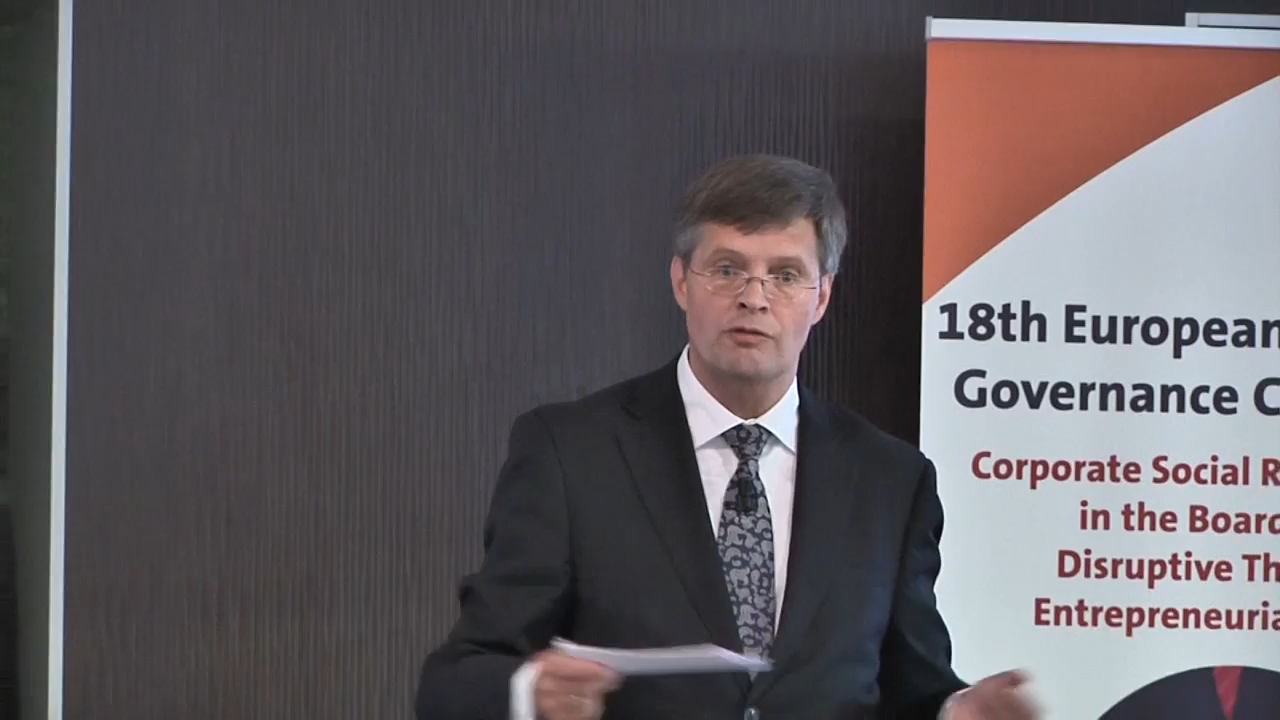 18th European
Governance C
Corporate Social R
in the Board
Disruptive Th
Entrepreneuria